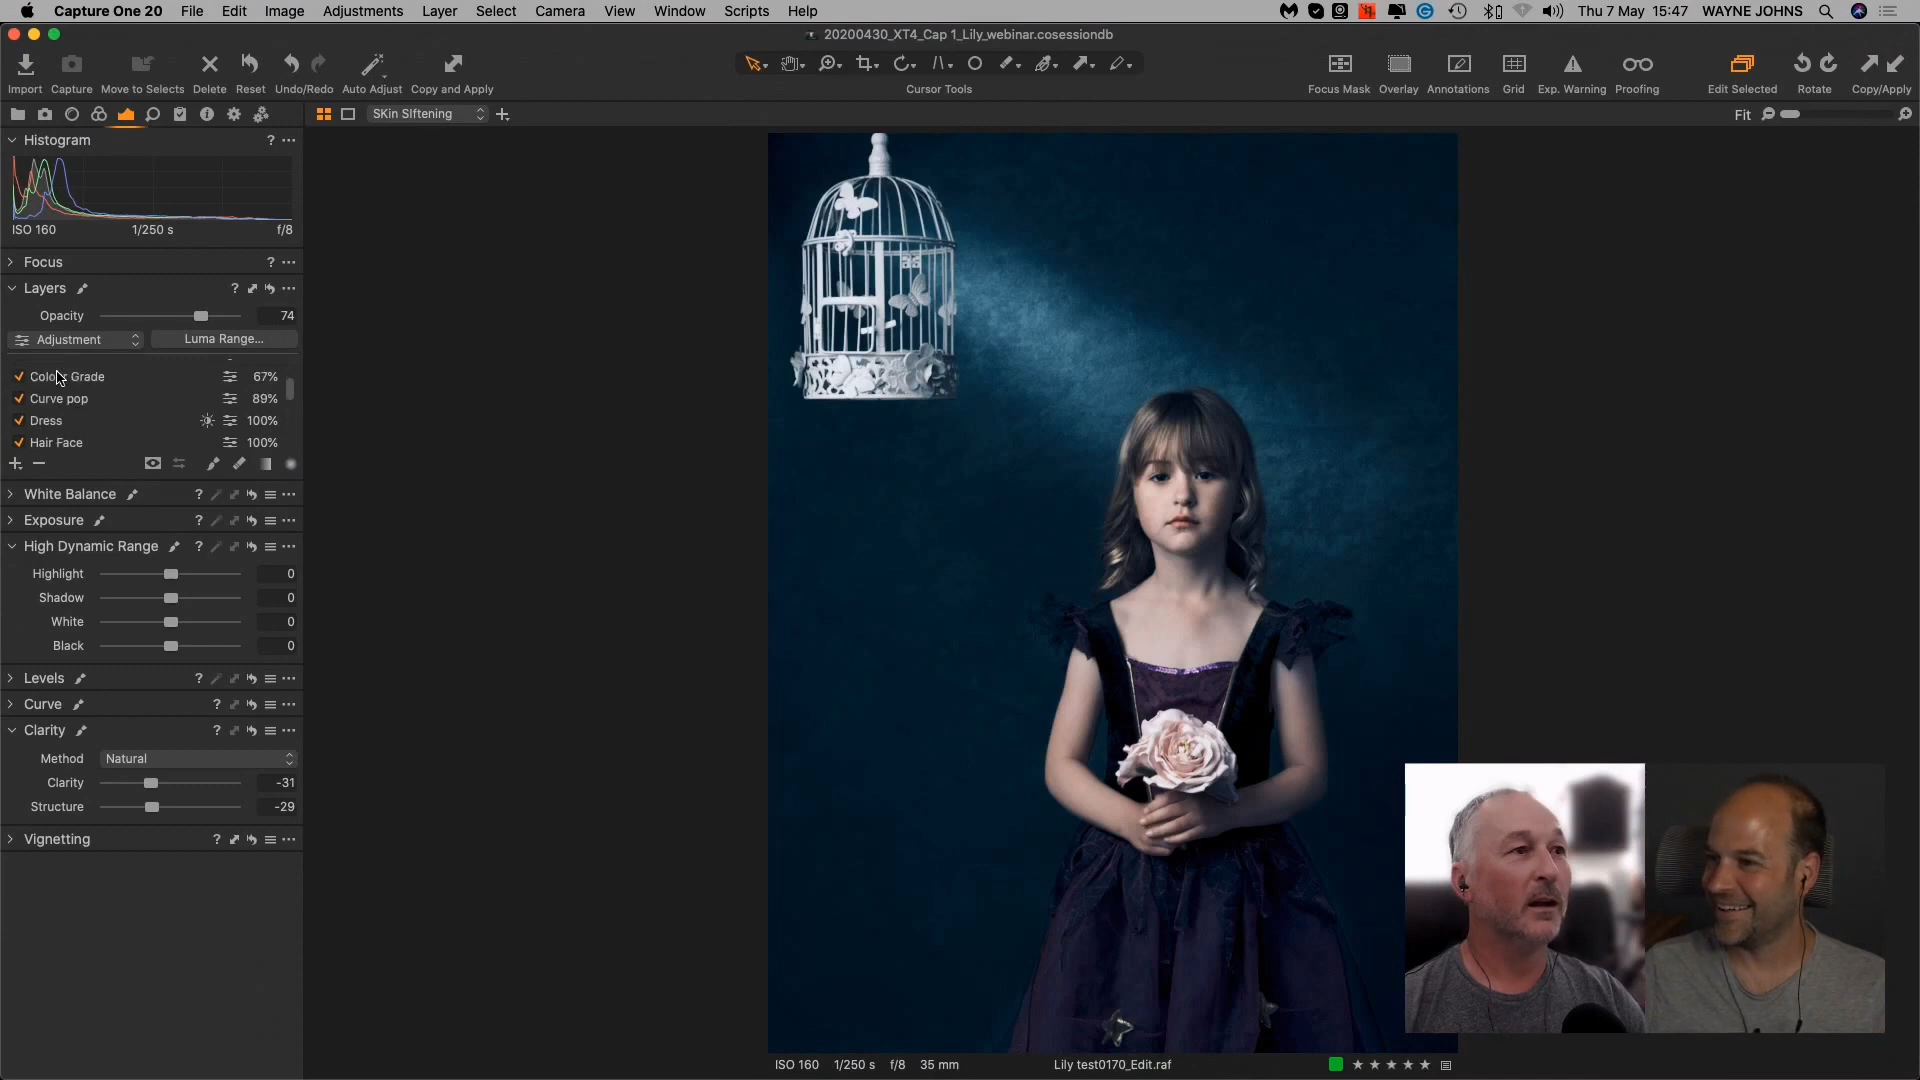 Capture One 20 File Edit Image Adjustments Layer Select Camera View Window Scripts Help Thu 7 May 15:47 WAYNE JOHNS
20200430_XT4_Cap 1_Lily_webinar.cosessiondb
Import Capture Move to Selects Delete Reset Undo/Redo Auto Adjust Copy and Apply Cursor Tools Focus Mask Overlay Annotations Grid Exp. Warning Proofing Edit Selected Rotate Copy/Apply
SKin SIftening Fit
Histogram ?
ISO 160 1/250 s f/8
Focus ?
Layers ?
Opacity 74
Adjustment Luma Range...
Colour Grade 67%
Curve pop 89%
Dress 100%
Hair Face 100%
White Balance ?
Exposure ?
High Dynamic Range ?
Highlight 0
Shadow 0
White 0
Black 0
Levels ?
Curve ?
Clarity ?
Method Natural
Clarity -31
Structure -29
Vignetting ?
ISO 160 1/250 s f/8 35 mm Lily test0170_Edit.raf